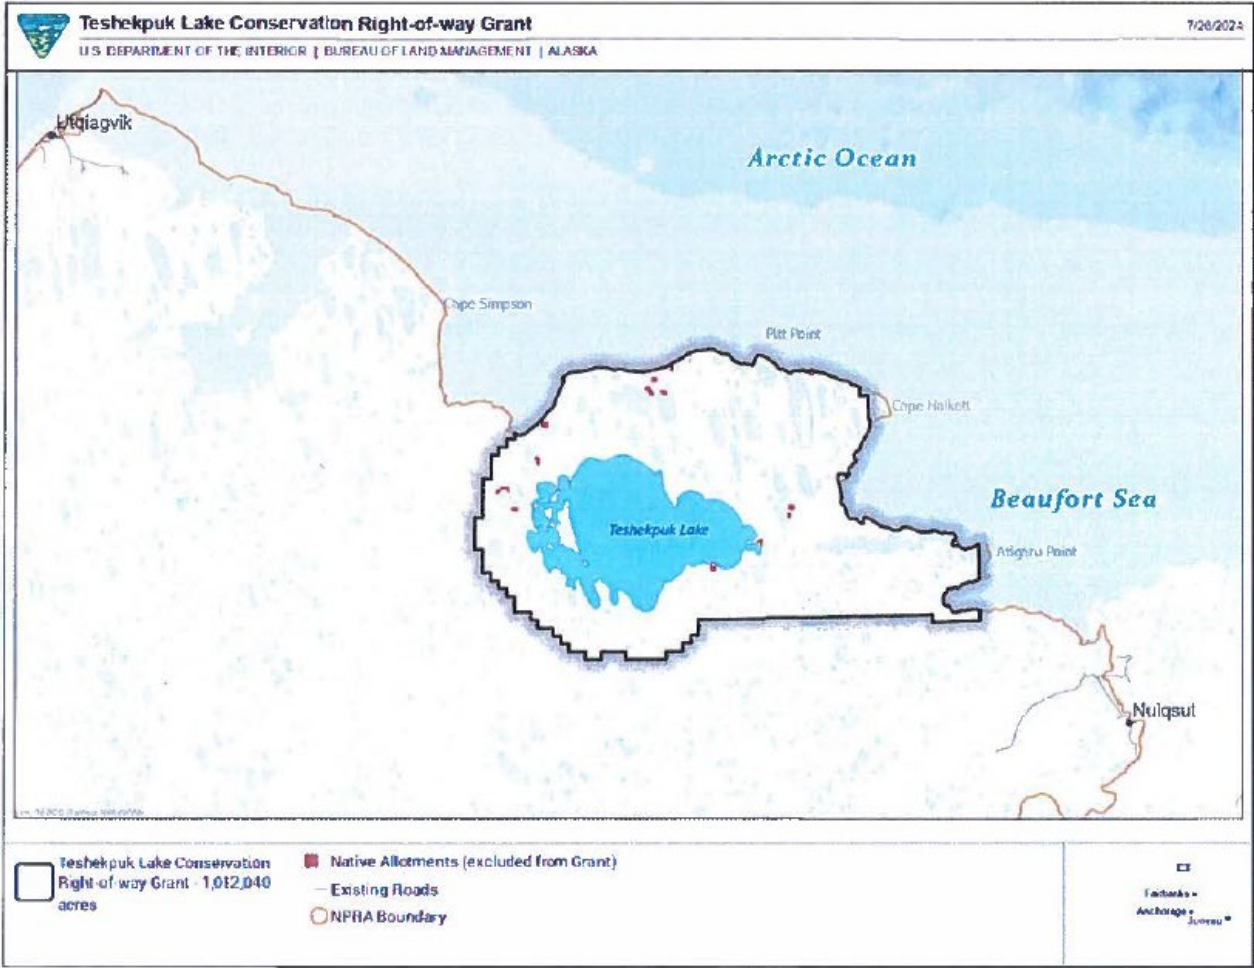 Teshekpuk Lake Conservation Right-of-way Grant
7/26/2024
U.S. DEPARTMENT OF THE INTERIOR | BUREAU OF LAND MANAGEMENT | ALASKA
Utqiagvik
Arctic Ocean
Cape Simpson
Pitt Point
Cape Halkett
Beaufort Sea
Teshekpuk Lake
Atigaru Point
Nuiqsut
Teshekpuk Lake Conservation
Right-of-way Grant - 1,012,040
acres
Native Allotments (excluded from Grant)
Existing Roads
NPRA Boundary
Fairbanks
Anchorage
Juneau